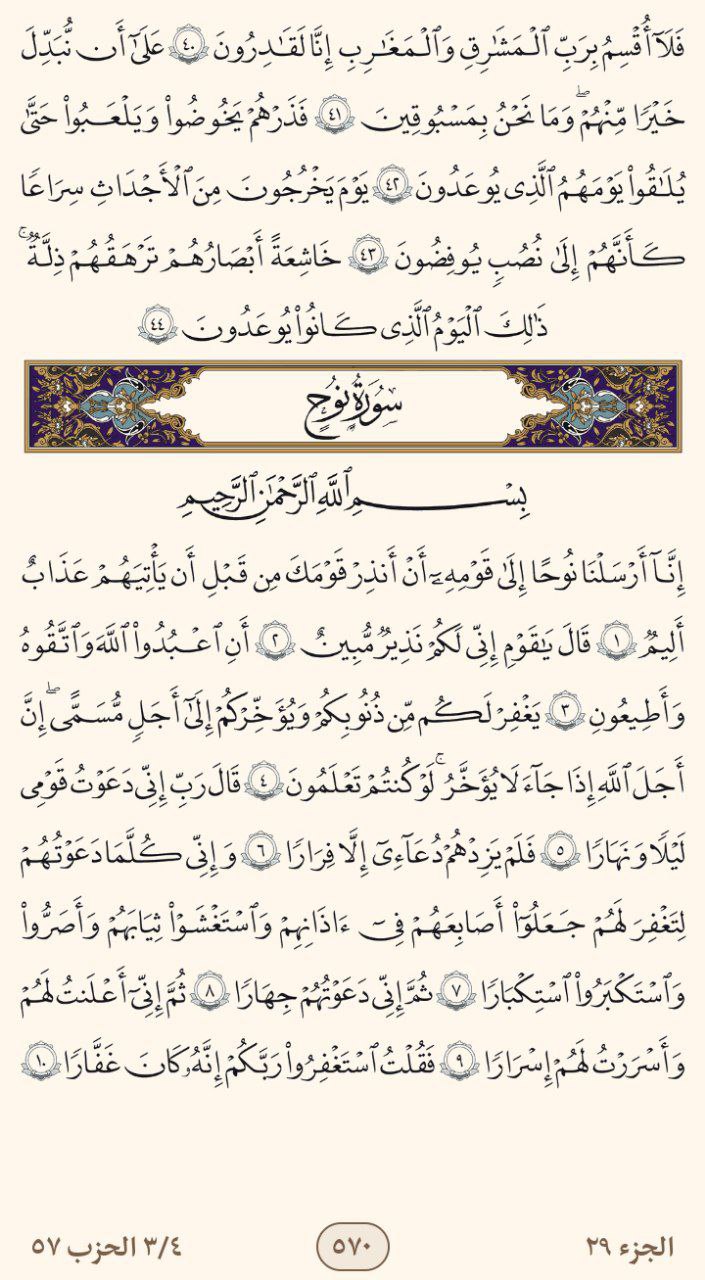 فَلَآ أُقْسِمُ بِرَبِّ ٱلْمَشَٰرِقِ وَٱلْمَغَٰرِبِ إِنَّا لَقَٰدِرُونَ ٤٠ عَلَىٰٓ أَن نُّبَدِّلَ
خَيْرًا مِّنْهُمْ ۖ وَمَا نَحْنُ بِمَسْبُوقِينَ ٤١ فَذَرْهُمْ يَخُوضُوا۟ وَيَلْعَبُوا۟ حَتَّىٰ
يُلَٰقُوا۟ يَوْمَهُمُ ٱلَّذِى يُوعَدُونَ ٤٢ يَوْمَ يَخْرُجُونَ مِنَ ٱلْأَجْدَاثِ سِرَاعًا
كَأَنَّهُمْ إِلَىٰ نُصُبٍ يُوفِضُونَ ٤٣ خَٰشِعَةً أَبْصَٰرُهُمْ تَرْهَقُهُمْ ذِلَّةٌ ۚ
ذَٰلِكَ ٱلْيَوْمُ ٱلَّذِى كَانُوا۟ يُوعَدُونَ ٤٤
سُورَةُ نُوحٍ
بِسْمِ ٱللَّهِ ٱلرَّحْمَٰنِ ٱلرَّحِيمِ
إِنَّآ أَرْسَلْنَا نُوحًا إِلَىٰ قَوْمِهِۦٓ أَنْ أَنذِرْ قَوْمَكَ مِن قَبْلِ أَن يَأْتِيَهُمْ عَذَابٌ
أَلِيمٌ ١ قَالَ يَٰقَوْمِ إِنِّى لَكُمْ نَذِيرٌ مُّبِينٌ ٢ أَنِ ٱعْبُدُوا۟ ٱللَّهَ وَٱتَّقُوهُ
وَأَطِيعُونِ ٣ يَغْفِرْ لَكُم مِّن ذُنُوبِكُمْ وَيُؤَخِّرْكُمْ إِلَىٰٓ أَجَلٍ مُّسَمًّى ۖ إِنَّ
أَجَلَ ٱللَّهِ إِذَا جَآءَ لَا يُؤَخَّرُ ۚ لَوْ كُنتُمْ تَعْلَمُونَ ٤ قَالَ رَبِّ إِنِّى دَعَوْتُ قَوْمِى
لَيْلًا وَنَهَارًا ٥ فَلَمْ يَزِدْهُمْ دُعَآءِىٓ إِلَّا فِرَارًا ٦ وَإِنِّى كُلَّمَا دَعَوْتُهُمْ
لِتَغْفِرَ لَهُمْ جَعَلُوٓا۟ أَصَٰبِعَهُمْ فِىٓ ءَاذَانِهِمْ وَٱسْتَغْشَوْا۟ ثِيَابَهُمْ وَأَصَرُّوا۟
وَٱسْتَكْبَرُوا۟ ٱسْتِكْبَارًا ٧ ثُمَّ إِنِّى دَعَوْتُهُمْ جِهَارًا ٨ ثُمَّ إِنِّىٓ أَعْلَنتُ لَهُمْ
وَأَسْرَرْتُ لَهُمْ إِسْرَارًا ٩ فَقُلْتُ ٱسْتَغْفِرُوا۟ رَبَّكُمْ إِنَّهُۥ كَانَ غَفَّارًا ١٠
الجزء ٢٩ ٥٧٠ ٣/٤ الحزب ٥٧